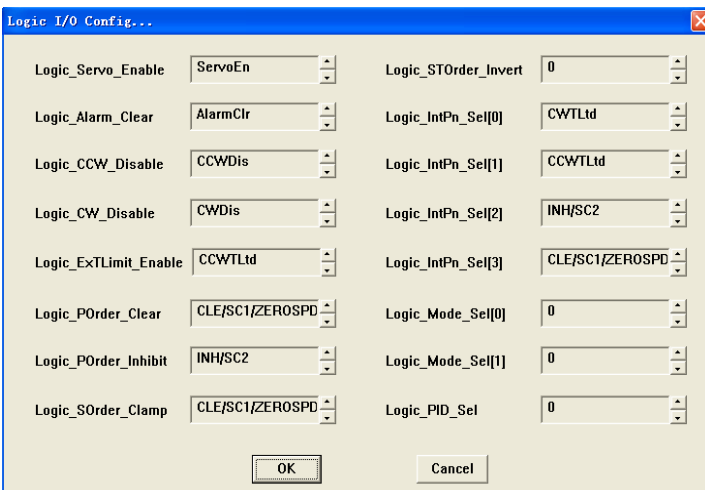 Logic I/O Config...
Logic_Servo_Enable ServoEn Logic_STOrder_Invert 0
Logic_Alarm_Clear AlarmClr Logic_IntPn_Sel[0] CWTLtd
Logic_CCW_Disable CCWDis Logic_IntPn_Sel[1] CCWTLtd
Logic_CW_Disable CWDis Logic_IntPn_Sel[2] INH/SC2
Logic_ExTLimit_Enable CCWTLtd Logic_IntPn_Sel[3] CLE/SC1/ZEROSPD
Logic_POrder_Clear CLE/SC1/ZEROSPD Logic_Mode_Sel[0] 0
Logic_POrder_Inhibit INH/SC2 Logic_Mode_Sel[1] 0
Logic_SOrder_Clamp CLE/SC1/ZEROSPD Logic_PID_Sel 0
OK Cancel